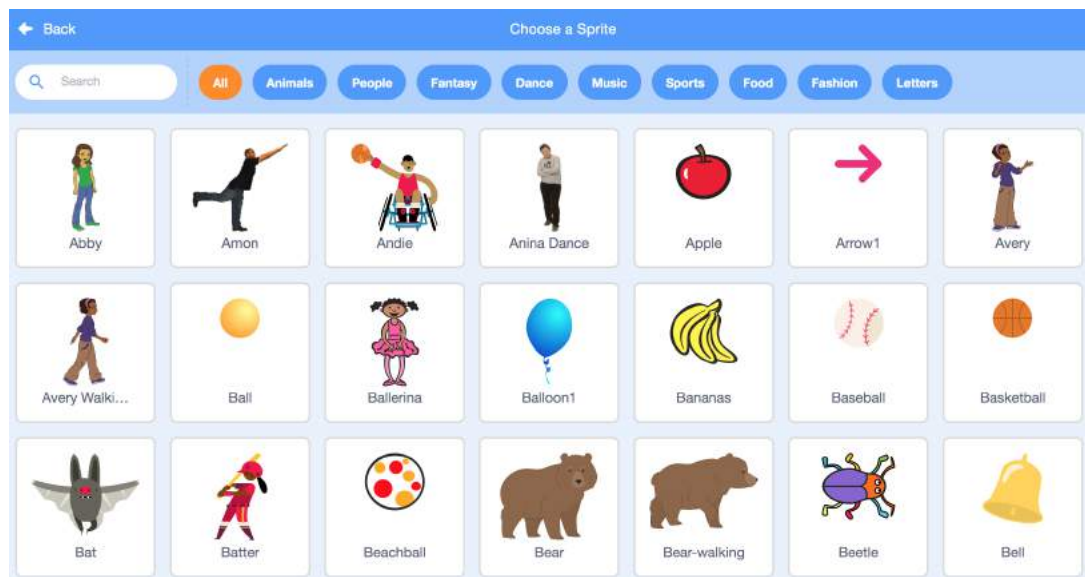 Back Choose a Sprite
Search All Animals People Fantasy Dance Music Sports Food Fashion Letters
Abby Amon Andie Anina Dance Apple Arrow1 Avery
Avery Walki... Ball Ballerina Balloon1 Bananas Baseball Basketball
Bat Batter Beachball Bear Bear-walking Beetle Bell